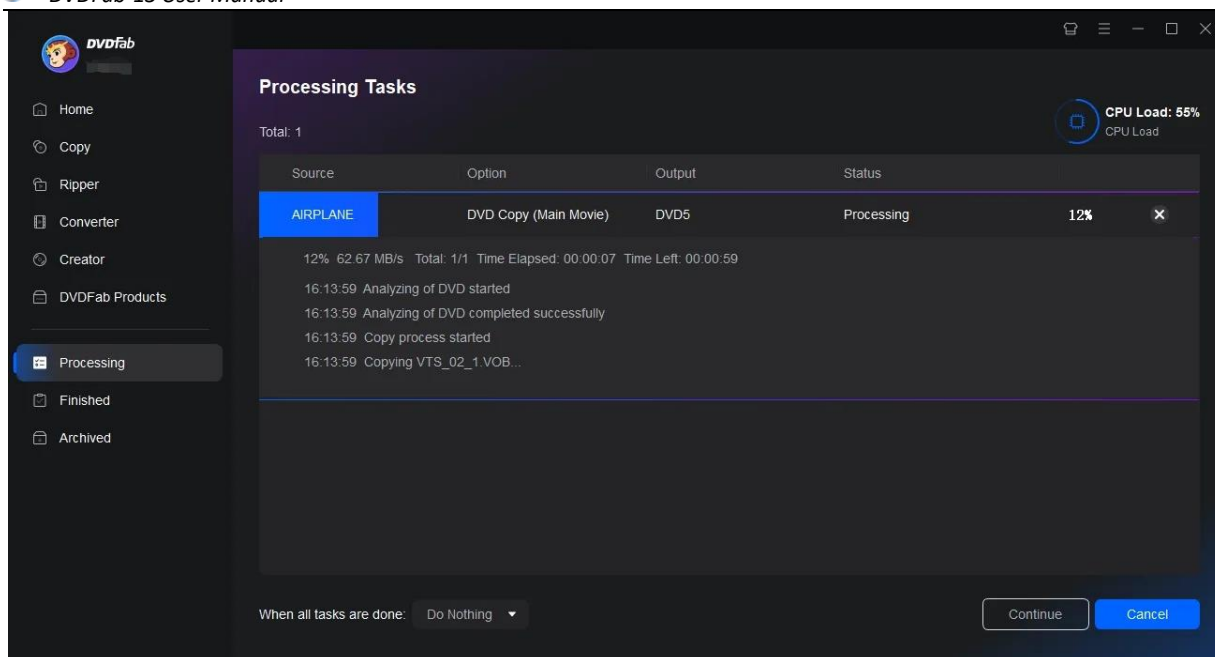 DVDFab 13 User Manual
DVDFab
Home
Copy
Ripper
Converter
Creator
DVDFab Products
Processing
Finished
Archived
Processing Tasks
Total: 1
CPU Load: 55%
CPU Load
Source Option Output Status
AIRPLANE DVD Copy (Main Movie) DVD5 Processing 12%
12% 62.67 MB/s Total: 1/1 Time Elapsed: 00:00:07 Time Left: 00:00:59
16:13:59 Analyzing of DVD started
16:13:59 Analyzing of DVD completed successfully
16:13:59 Copy process started
16:13:59 Copying VTS_02_1.VOB...
When all tasks are done: Do Nothing
Continue Cancel